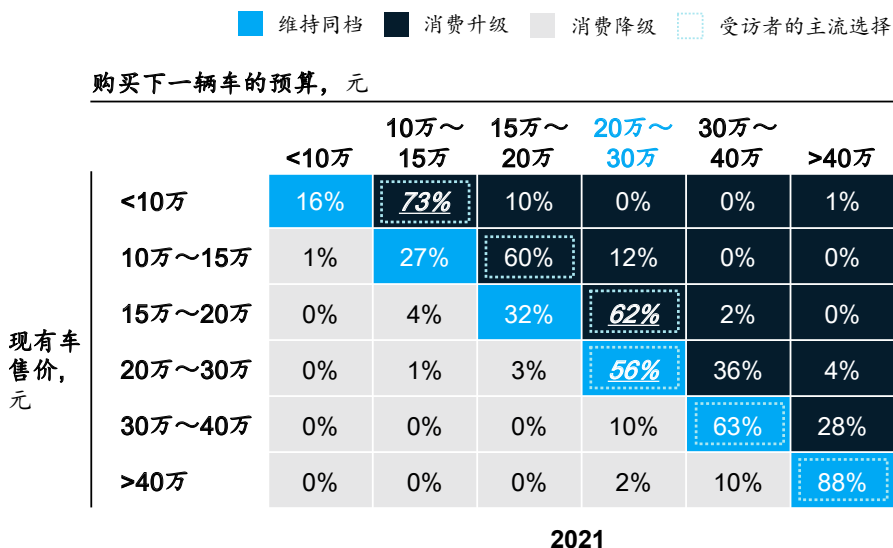 维持同档 消费升级 消费降级 受访者的主流选择
购买下一辆车的预算，元
<10万 10万～15万 15万～20万 20万～30万 30万～40万 >40万
现有车售价，元
<10万 16% 73% 10% 0% 0% 1%
10万～15万 1% 27% 60% 12% 0% 0%
15万～20万 0% 4% 32% 62% 2% 0%
20万～30万 0% 1% 3% 56% 36% 4%
30万～40万 0% 0% 0% 10% 63% 28%
>40万 0% 0% 0% 2% 10% 88%
2021